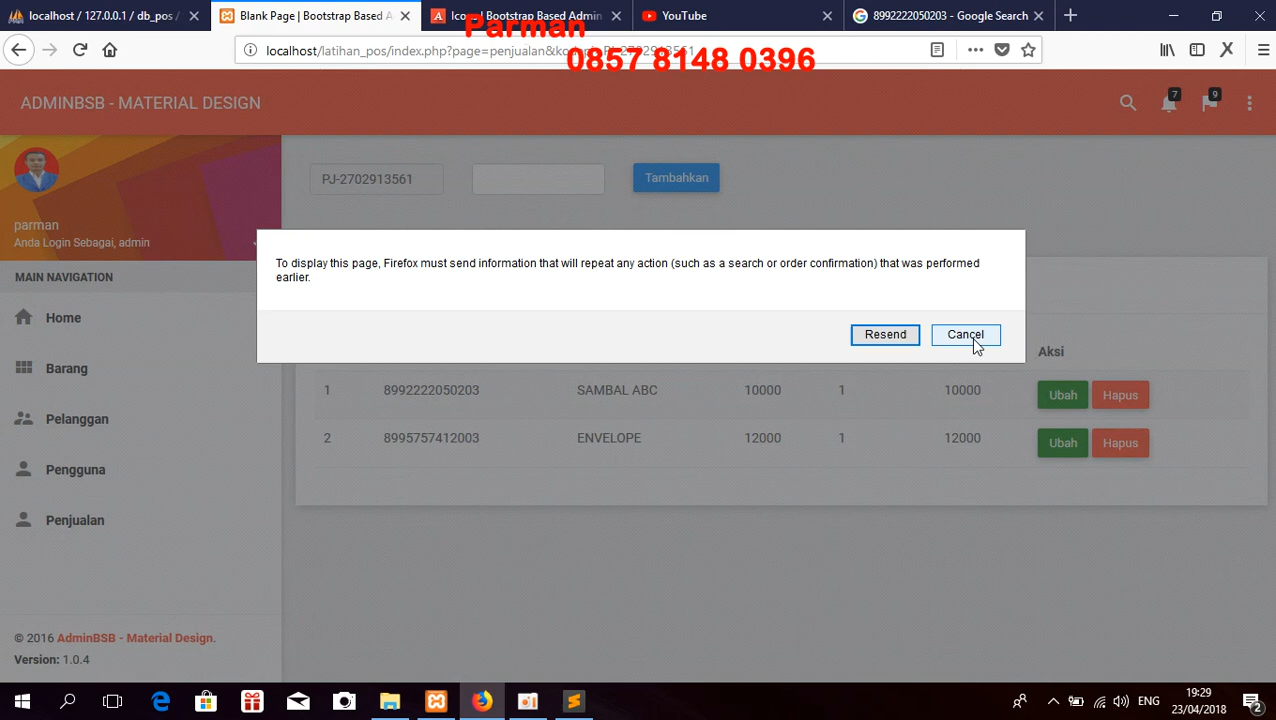 localhost / 127.0.0.1 / db_pos /
Blank Page | Bootstrap Based A
Icons | Bootstrap Based Admin
YouTube
8992222050203 - Google Search
Parman
localhost/latihan_pos/index.php?page=penjualan
0857 8148 0396
ADMINBSB - MATERIAL DESIGN
7
9
PJ-2702913561
Tambahkan
parman
Anda Login Sebagai, admin
MAIN NAVIGATION
To display this page, Firefox must send information that will repeat any action (such as a search or order confirmation) that was performed
earlier.
Resend
Cancel
Home
Barang
Pelanggan
Pengguna
Penjualan
Aksi
1 8992222050203 SAMBAL ABC 10000 1 10000 Ubah Hapus
2 8995757412003 ENVELOPE 12000 1 12000 Ubah Hapus
© 2016 AdminBSB - Material Design.
Version: 1.0.4
ENG
19:29
23/04/2018
2